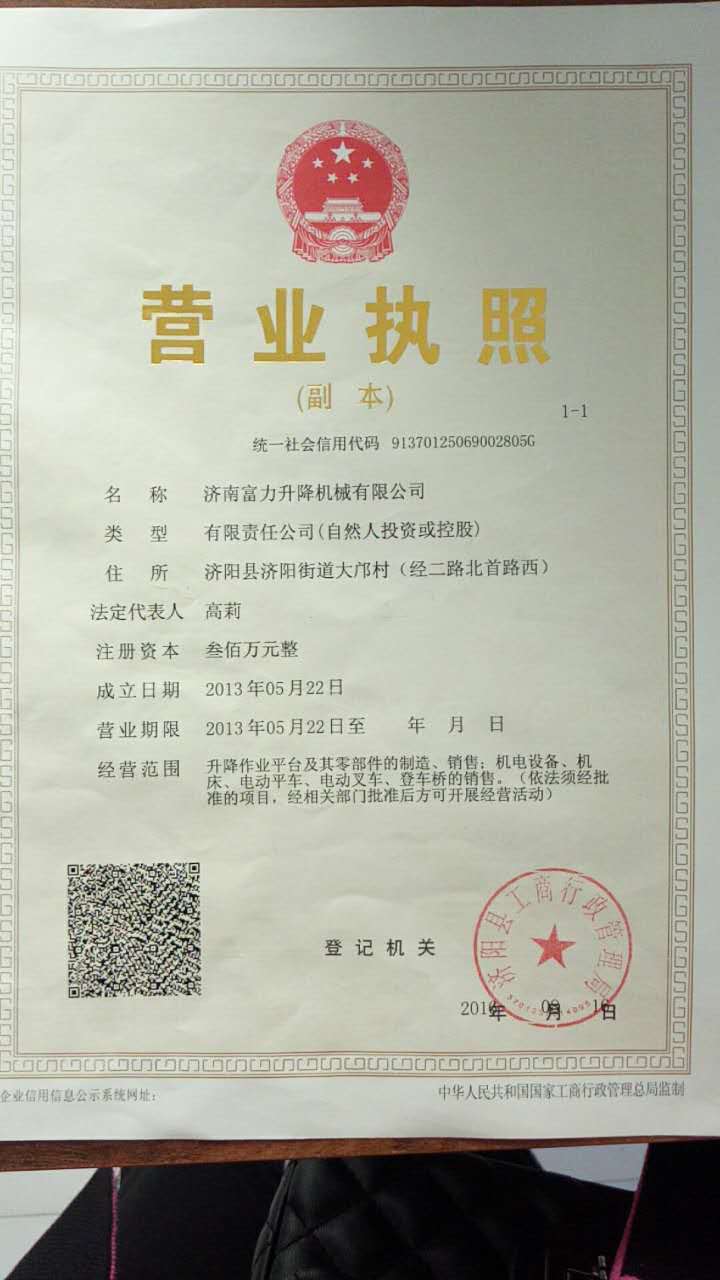 营业执照
(副 本)
1-1
统一社会信用代码 91370125069002805G
名 称 济南富力升降机械有限公司
类 型 有限责任公司(自然人投资或控股)
住 所 济阳县济阳街道大邝村（经二路北首路西）
法定代表人 高莉
注册资本 叁佰万元整
成立日期 2013年05月22日
营业期限 2013年05月22日至 年 月 日
经营范围 升降作业平台及其零部件的制造、销售；机电设备、机
床、电动平车、电动叉车、登车桥的销售。（依法须经批
准的项目，经相关部门批准后方可开展经营活动）
济阳县工商行政管理局
登记机关
年 月 日
企业信用信息公示系统网址：
中华人民共和国国家工商行政管理总局监制